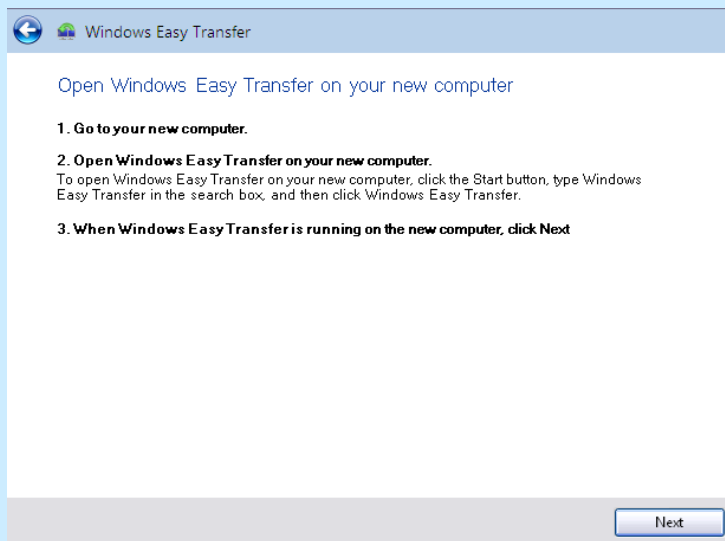 Windows Easy Transfer
Open Windows Easy Transfer on your new computer
1. Go to your new computer.
2. Open Windows Easy Transfer on your new computer.
To open Windows Easy Transfer on your new computer, click the Start button, type Windows
Easy Transfer in the search box, and then click Windows Easy Transfer.
3. When Windows Easy Transfer is running on the new computer, click Next
Next